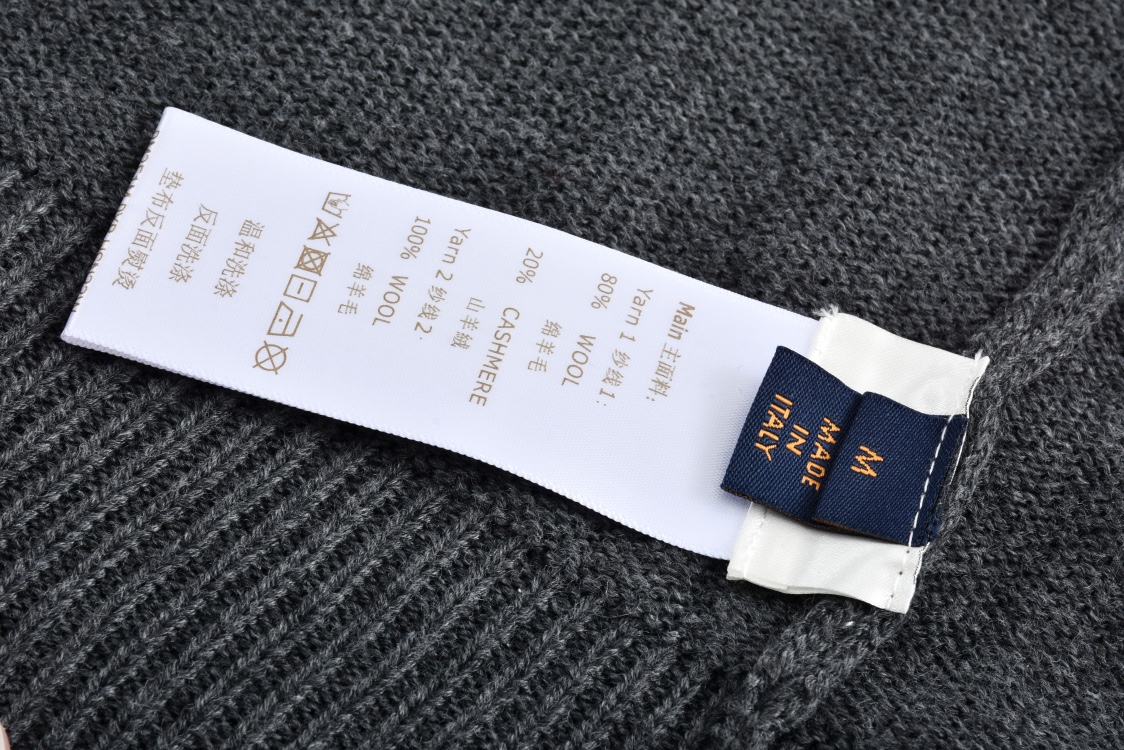 M
MADE
IN
ITALY
Main 主面料:
Yarn 1 纱线 1:
80% WOOL
绵羊毛
20% CASHMERE
山羊绒
Yarn 2 纱线 2:
100% WOOL
绵羊毛
温和洗涤
反面洗涤
垫布反面熨烫